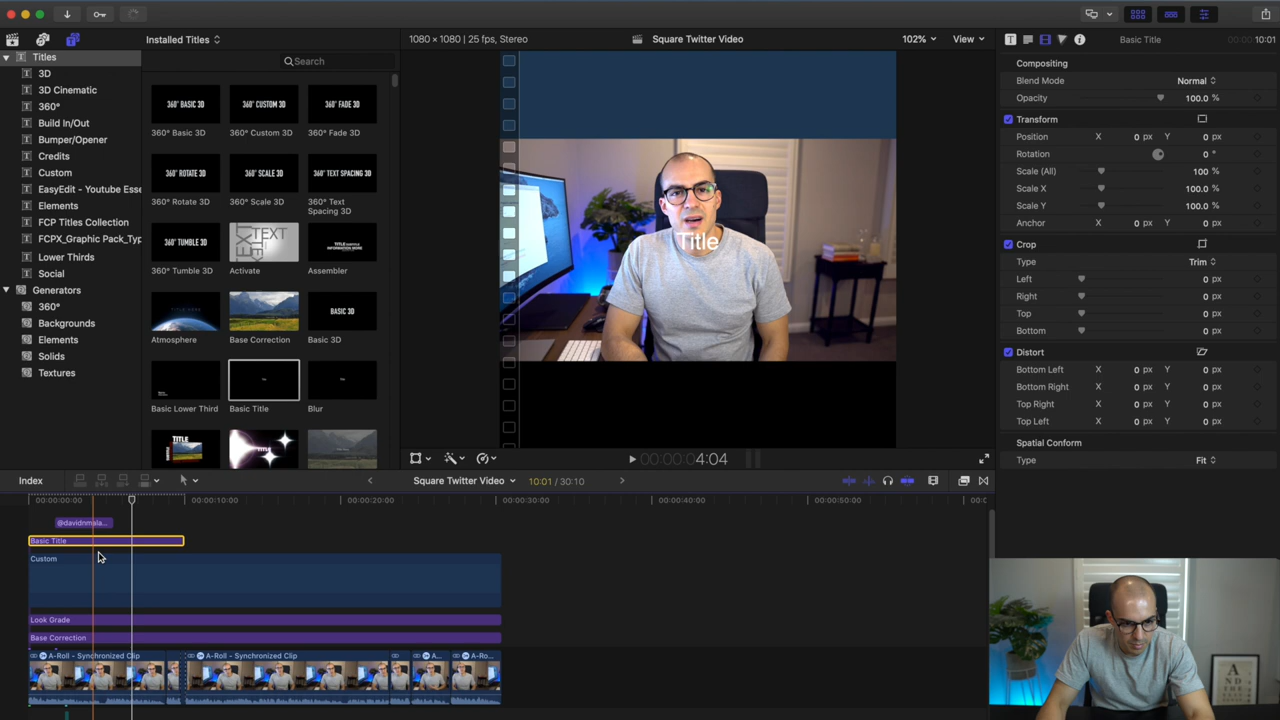 Installed Titles
1080 × 1080 | 25 fps, Stereo
Square Twitter Video
102%
View
Basic Title
00:00:10:01
Titles
3D
3D Cinematic
360°
Build In/Out
Bumper/Opener
Credits
Custom
EasyEdit - Youtube Esse
Elements
FCP Titles Collection
FCPX_Graphic Pack_Typ
Lower Thirds
Social
Generators
360°
Backgrounds
Elements
Solids
Textures
Search
360° BASIC 3D
360° CUSTOM 3D
360° FADE 3D
360° Basic 3D
360° Custom 3D
360° Fade 3D
360° ROTATE 3D
360° SCALE 3D
360° TEXT SPACING 3D
360° Rotate 3D
360° Scale 3D
360° Text
Spacing 3D
360° TUMBLE 3D
TEXT
360° Tumble 3D
Activate
Assembler
TITLE HERE
BASIC 3D
Atmosphere
Base Correction
Basic 3D
Basic Lower Third
Basic Title
Blur
TITLE
Title
Compositing
Blend Mode Normal
Opacity 100.0 %
Transform
Position X 0 px Y 0 px
Rotation 0 °
Scale (All) 100 %
Scale X 100.0 %
Scale Y 100.0 %
Anchor X 0 px Y 0 px
Crop
Type Trim
Left 0 px
Right 0 px
Top 0 px
Bottom 0 px
Distort
Bottom Left X 0 px Y 0 px
Bottom Right X 0 px Y 0 px
Top Right X 0 px Y 0 px
Top Left X 0 px Y 0 px
Spatial Conform
Type Fit
00:00:00:04:04
Index
Square Twitter Video
10:01 / 30:10
00:00:00:00
00:00:10:00
00:00:20:00
00:00:30:00
00:00:40:00
00:00:50:00
@davidnmala...
Basic Title
Custom
Look Grade
Base Correction
A-Roll - Synchronized Clip
A-Roll - Synchronized Clip
A...
A-Ro...
A
AND